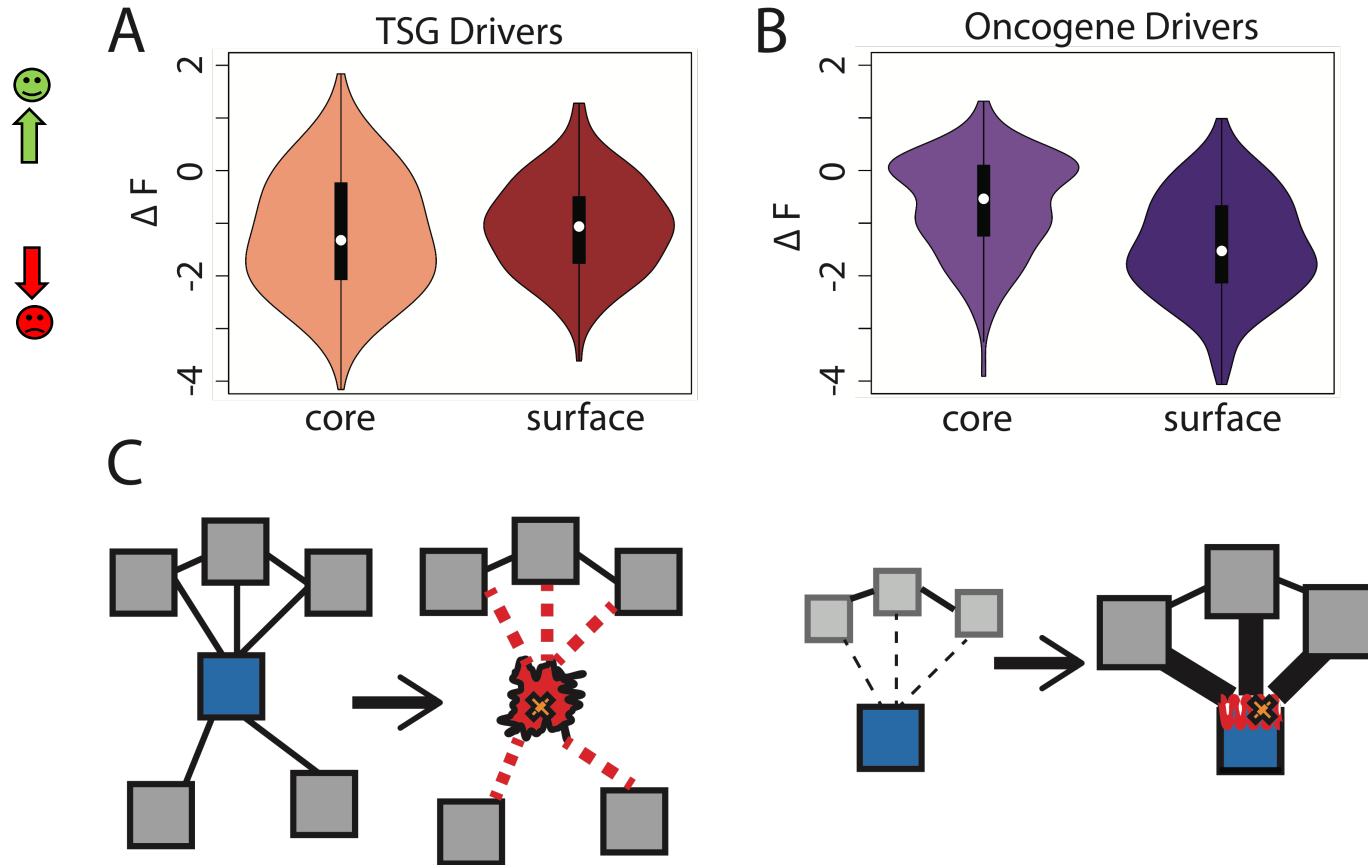 A
TSG Drivers
B
Oncogene Drivers
2
0
-2
-4
Δ F
core
surface
2
0
-2
-4
Δ F
core
surface
C